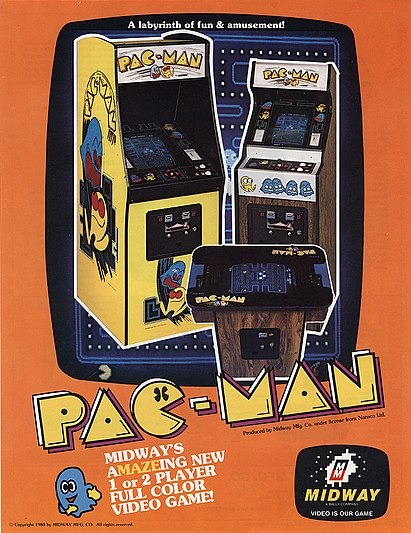 A labyrinth of fun & amusement!
PAC-MAN
PAC-MAN
PAC-MAN
PAC-MAN
PAC-MAN
Produced by Midway Mfg. Co. under license from Namco Ltd.
MIDWAY'S
AMAZEING NEW
1 or 2 PLAYER
FULL COLOR
VIDEO GAME!
M
MIDWAY
A BALLY COMPANY
VIDEO IS OUR GAME
© Copyright 1980 by MIDWAY MFG. CO. All rights reserved.